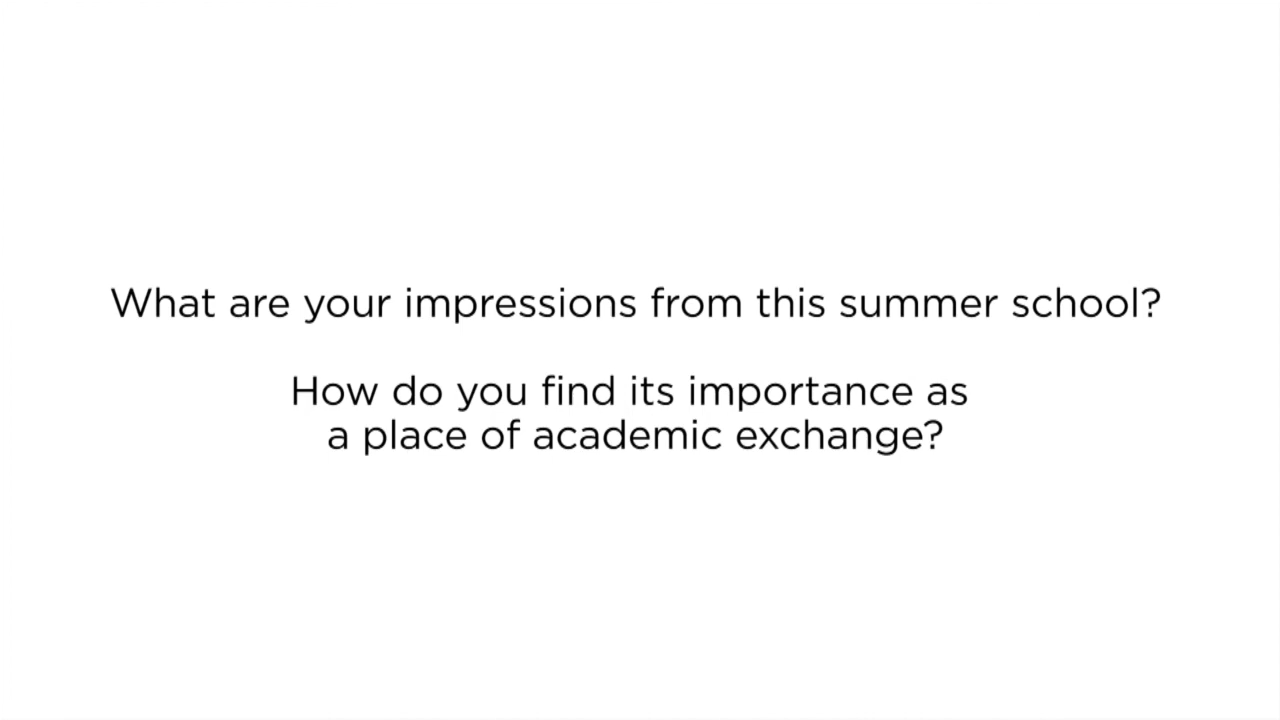 What are your impressions from this summer school?
How do you find its importance as
a place of academic exchange?